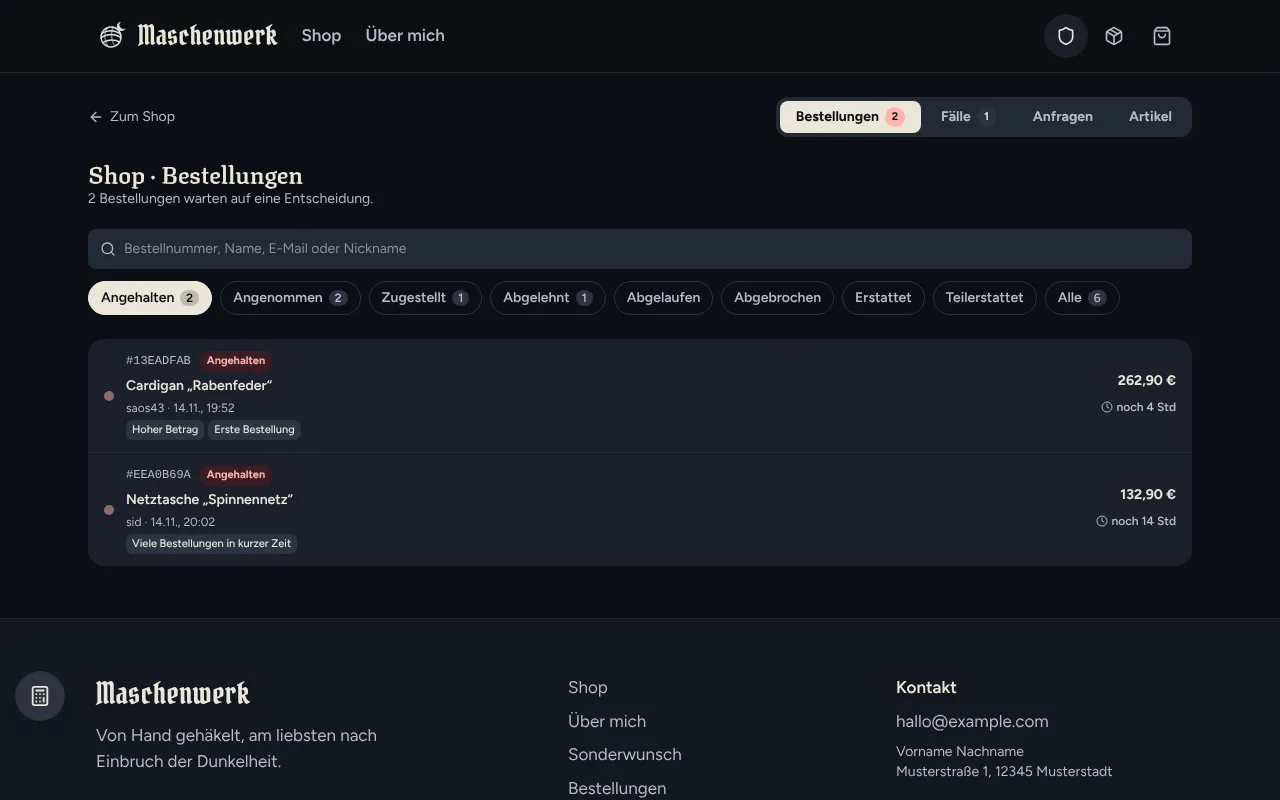 Maschenwerk Shop Über mich
Zum Shop
Bestellungen 2 Fälle 1 Anfragen Artikel
Shop · Bestellungen
2 Bestellungen warten auf eine Entscheidung.
Bestellnummer, Name, E-Mail oder Nickname
Angehalten 2 Angenommen 2 Zugestellt 1 Abgelehnt 1 Abgelaufen Abgebrochen Erstattet Teilerstattet Alle 6
#13EADFAB Angehalten
Cardigan „Rabenfeder“
saos43 · 14.11., 19:52
Hoher Betrag Erste Bestellung
262,90 €
noch 4 Std
#EEA0B69A Angehalten
Netztasche „Spinnennetz“
sid · 14.11., 20:02
Viele Bestellungen in kurzer Zeit
132,90 €
noch 14 Std
Maschenwerk
Von Hand gehäkelt, am liebsten nach
Einbruch der Dunkelheit.
Shop
Über mich
Sonderwunsch
Bestellungen
Kontakt
hallo@example.com
Vorname Nachname
Musterstraße 1, 12345 Musterstadt